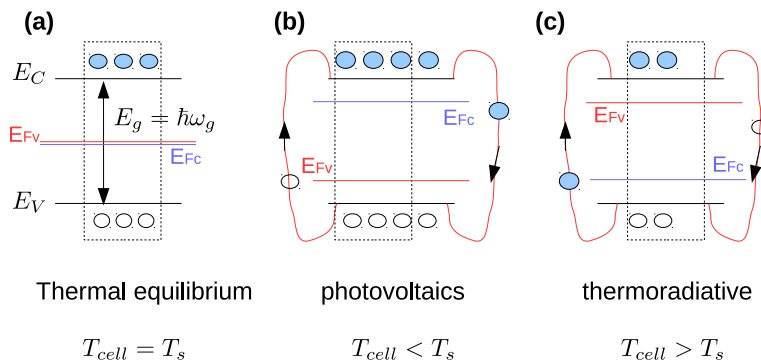 (a)
(b)
(c)
E_C
E_g = ħω_g
E_Fv
E_Fc
E_V
E_Fc
E_Fv
E_Fv
E_Fc
Thermal equilibrium
photovoltaics
thermoradiative
T_cell = T_s
T_cell < T_s
T_cell > T_s